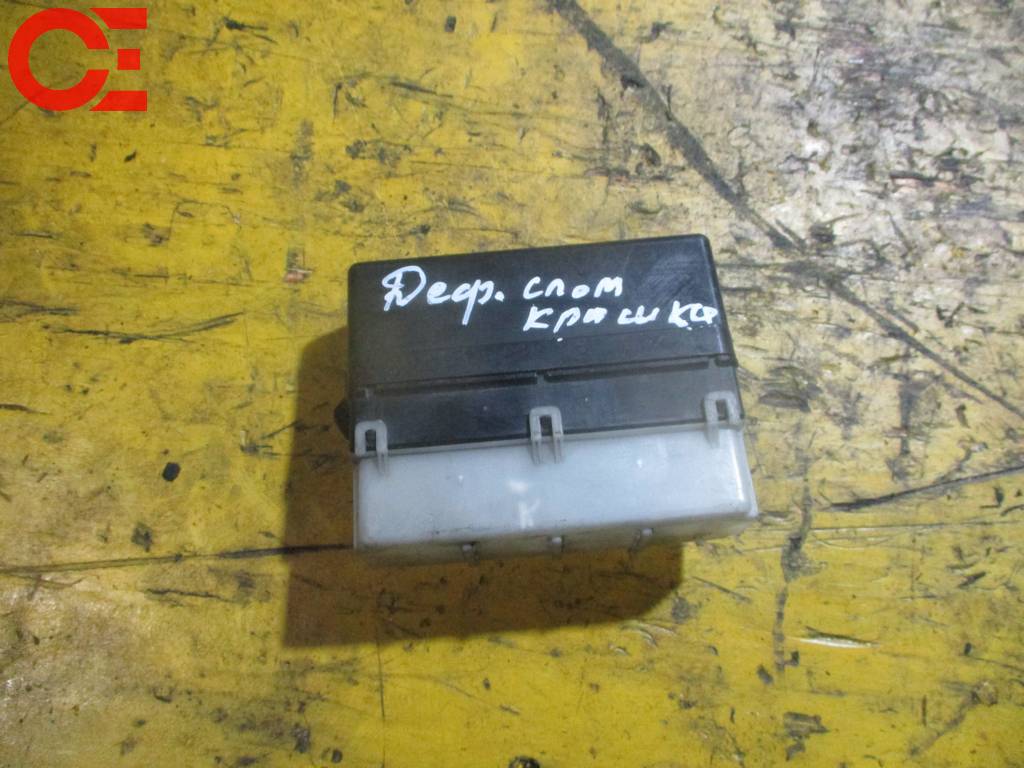 Деф. слом
крышка
K